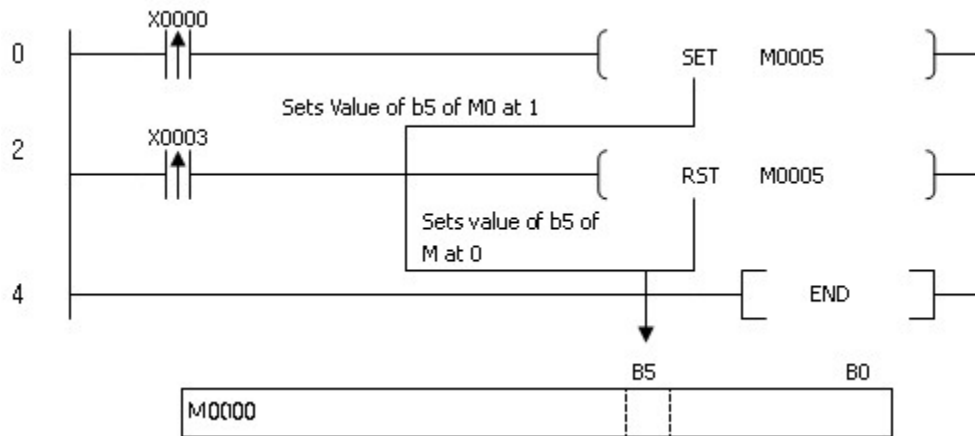 X0000
0 SET M0005
Sets Value of b5 of M0 at 1
X0003
2 RST M0005
Sets value of b5 of
M at 0
4 END
B5 B0
M0000